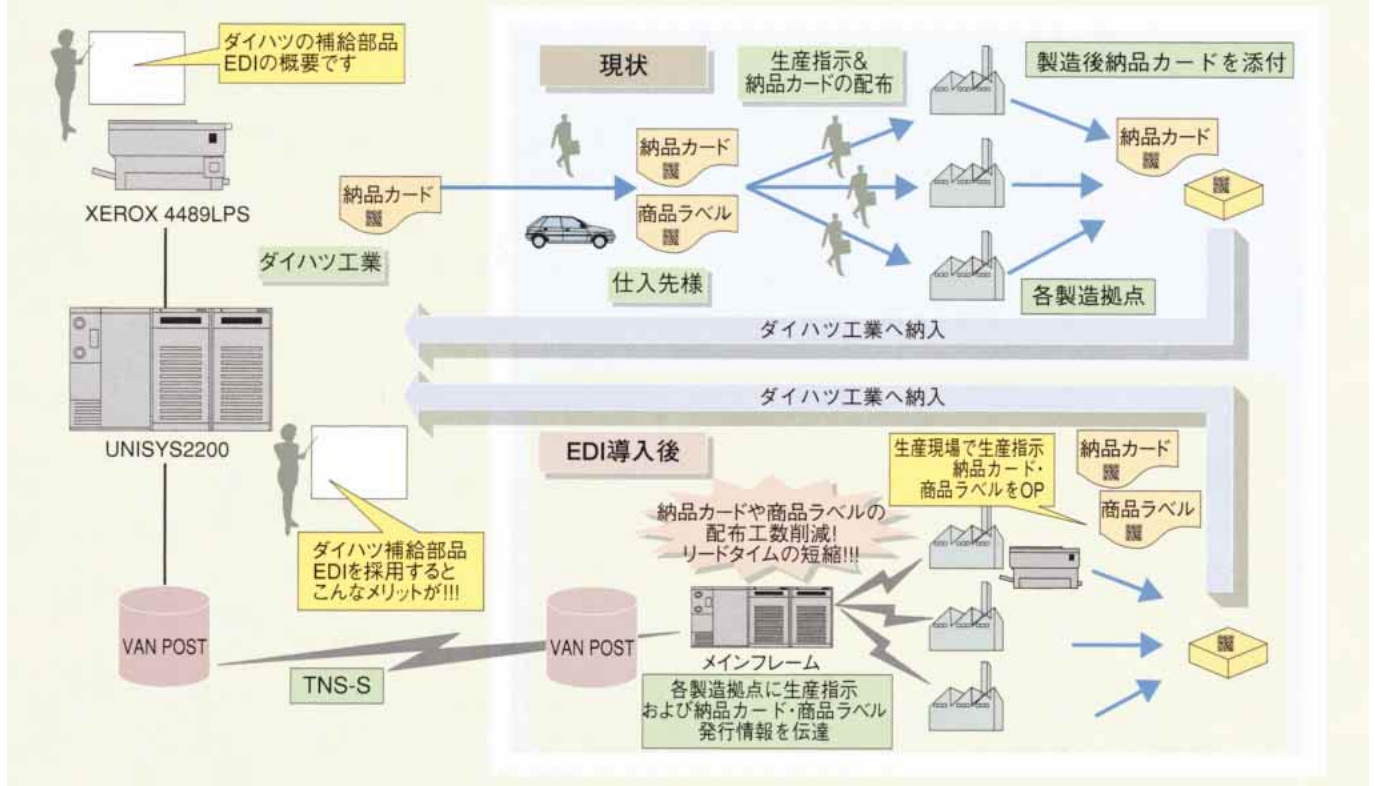 ダイハツの補給部品
EDIの概要です
XEROX 4489LPS
納品カード
ダイハツ工業
UNISYS2200
現状
生産指示&
納品カードの配布
製造後納品カードを添付
納品カード
商品ラベル
仕入先様
納品カード
各製造拠点
ダイハツ工業へ納入
ダイハツ工業へ納入
EDI導入後
生産現場で生産指示
納品カード・
商品ラベルをOP
納品カード
商品ラベル
納品カードや商品ラベルの
配布工数削減!
リードタイムの短縮!!!
ダイハツ補給部品
EDIを採用すると
こんなメリットが!!!
VAN POST
TNS-S
VAN POST
メインフレーム
各製造拠点に生産指示
および納品カード・商品ラベル
発行情報を伝達